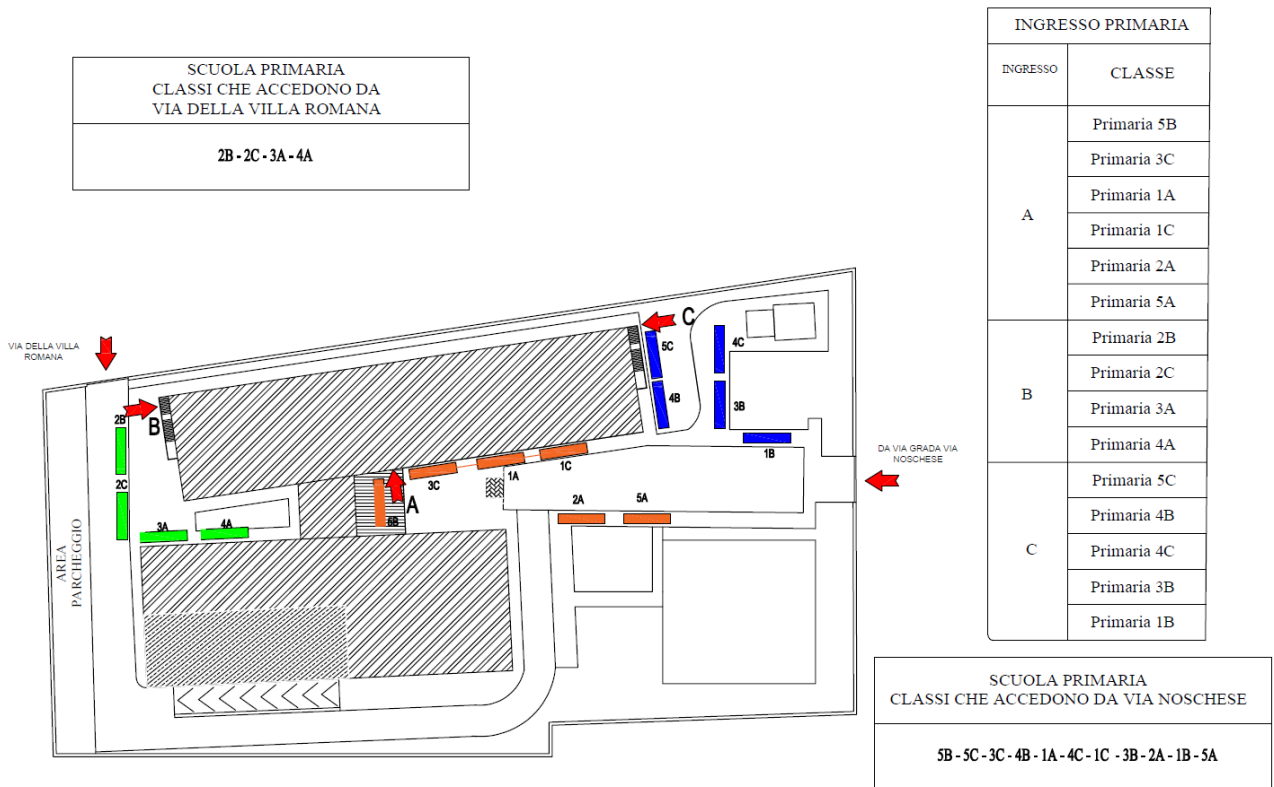 SCUOLA PRIMARIA
CLASSI CHE ACCEDONO DA
VIA DELLA VILLA ROMANA
2B - 2C - 3A - 4A
INGRESSO PRIMARIA
INGRESSO CLASSE
A
Primaria 5B
Primaria 3C
Primaria 1A
Primaria 1C
Primaria 2A
Primaria 5A
B
Primaria 2B
Primaria 2C
Primaria 3A
Primaria 4A
C
Primaria 5C
Primaria 4B
Primaria 4C
Primaria 3B
Primaria 1B
VIA DELLA VILLA
ROMANA
C
5C
4C
4B
3B
1B
2B
B
2C
3A
4A
3C
1A
1C
A
6B
2A
5A
DA VIA GRADA VIA
NOSCHESE
AREA
PARCHEGGIO
SCUOLA PRIMARIA
CLASSI CHE ACCEDONO DA VIA NOSCHESE
5B - 5C - 3C - 4B - 1A - 4C - 1C - 3B - 2A - 1B - 5A